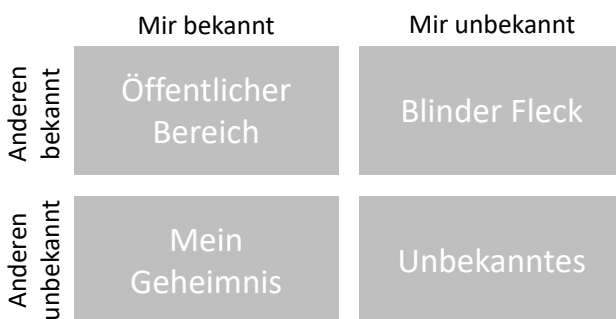 Mir bekannt
Mir unbekannt
Anderen
bekannt
Öffentlicher
Bereich
Blinder Fleck
Anderen
unbekannt
Mein
Geheimnis
Unbekanntes